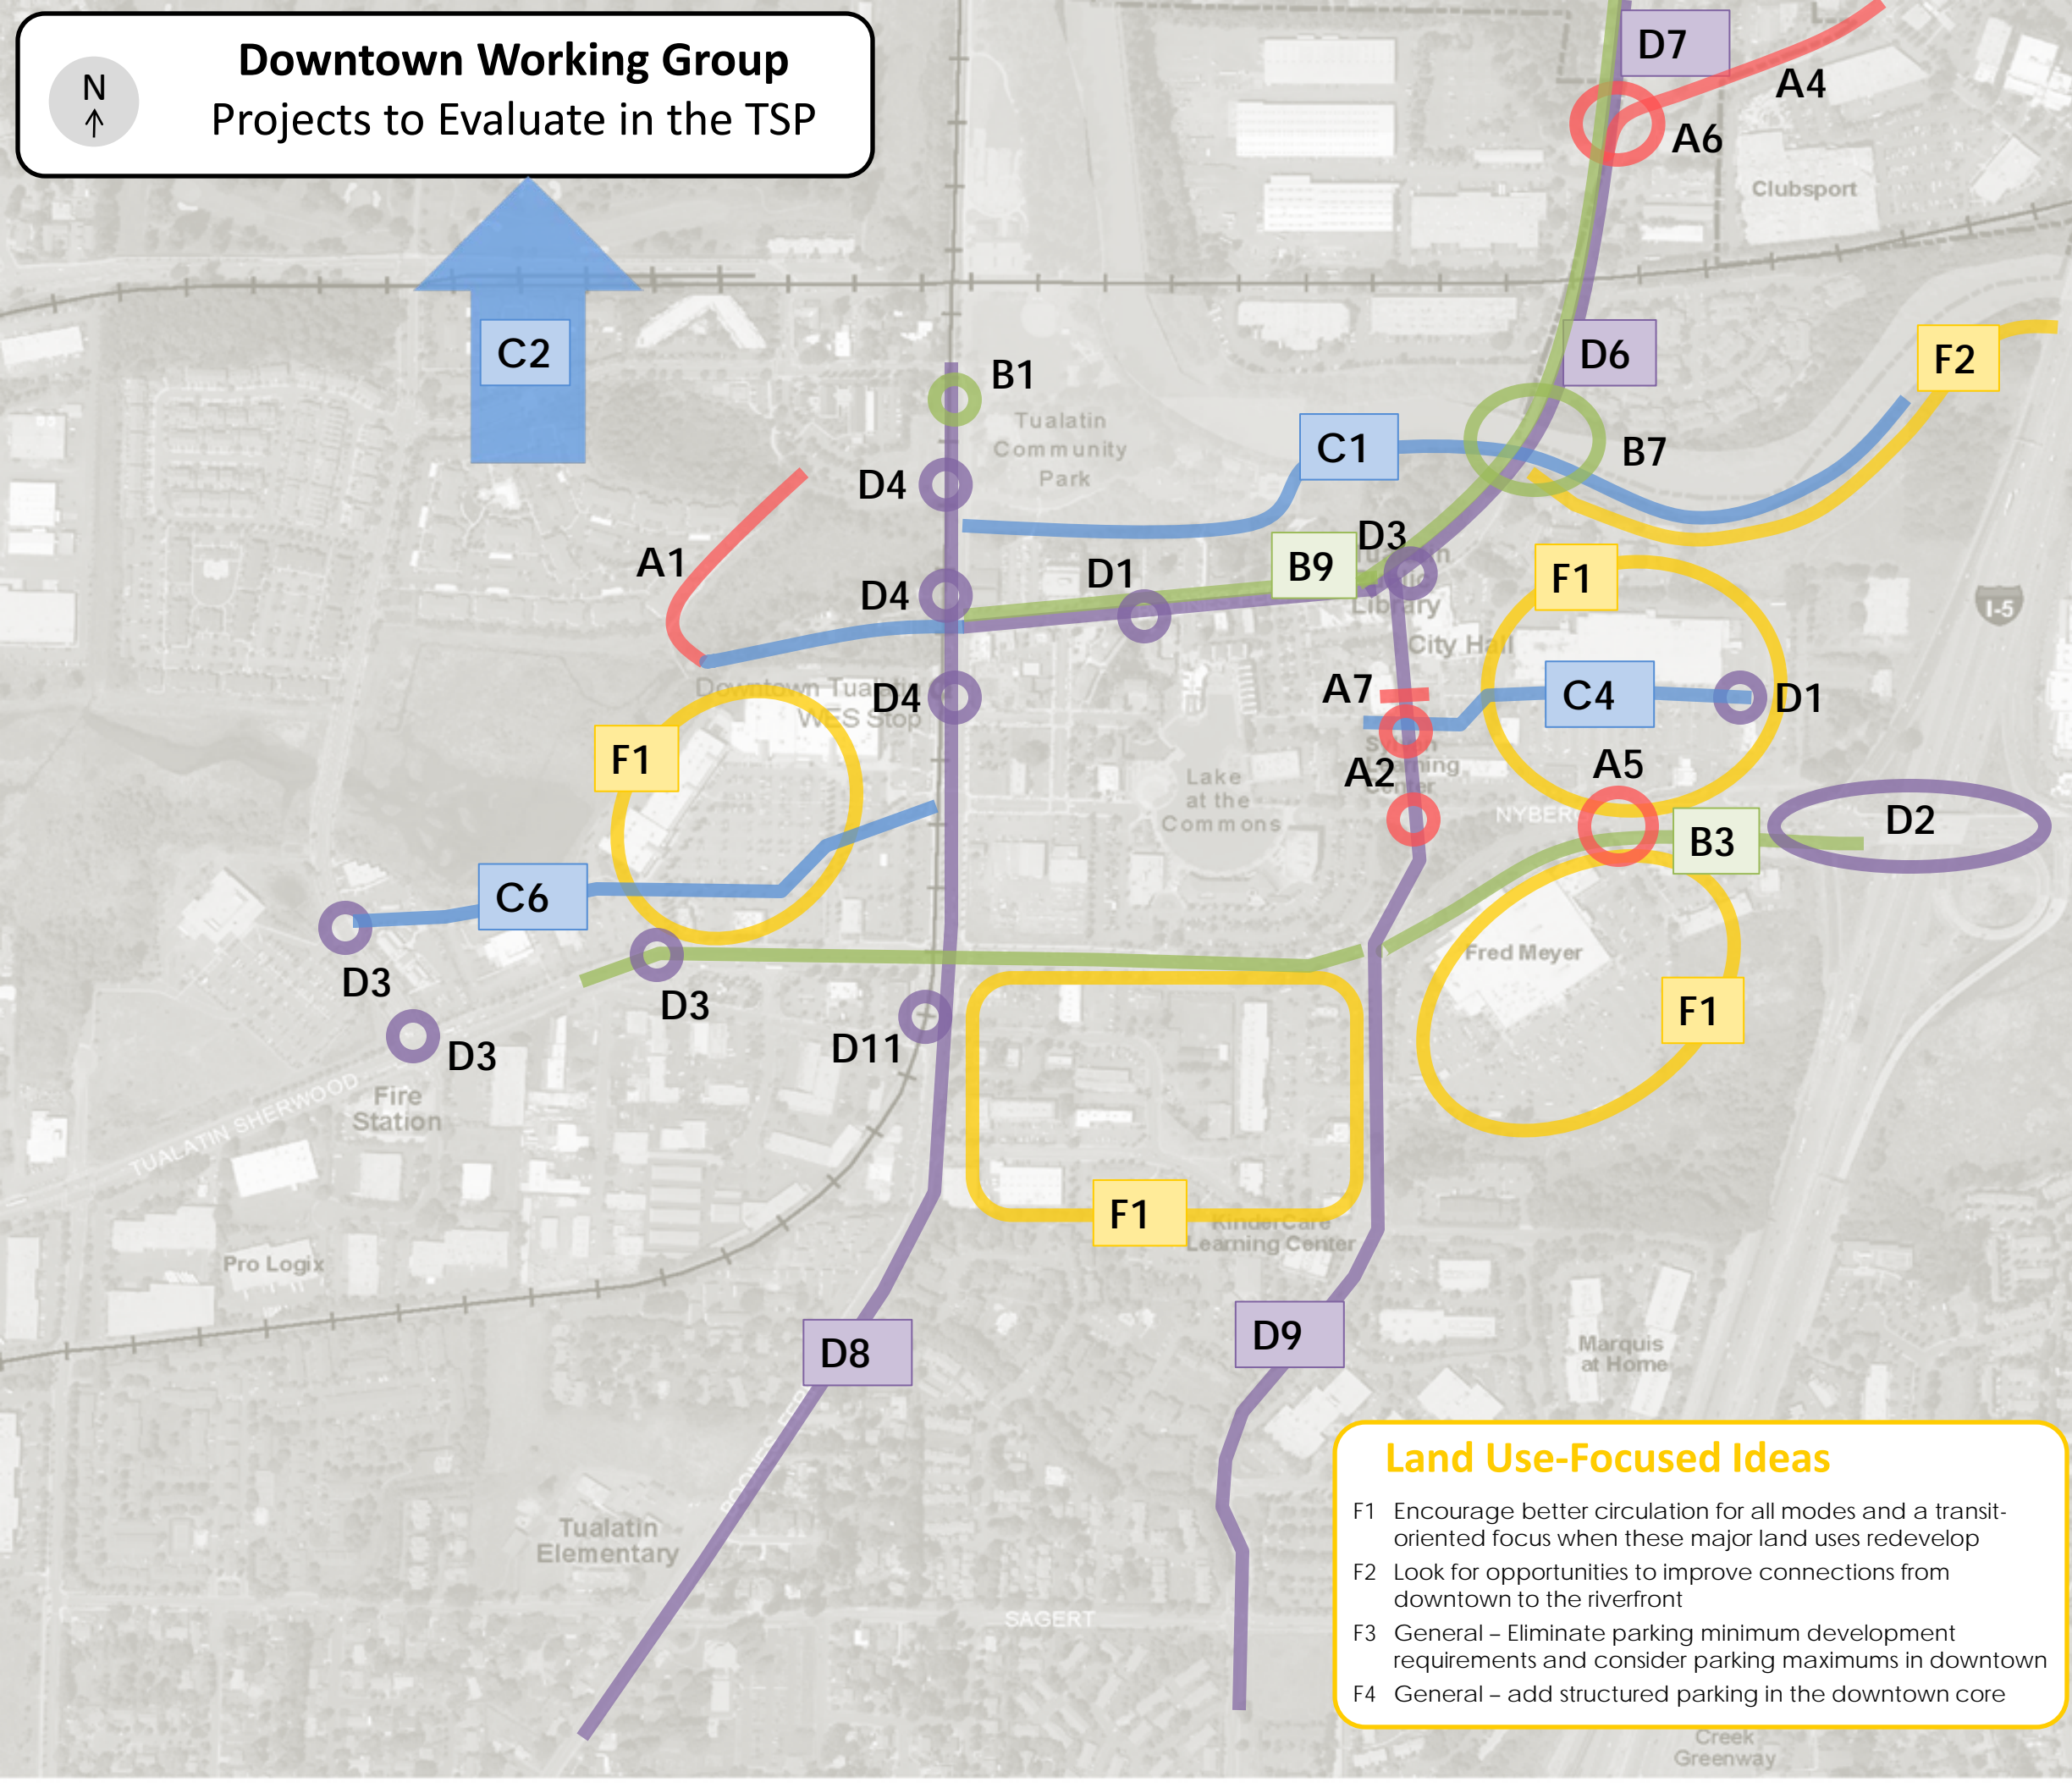 Downtown Working Group
Projects to Evaluate in the TSP
N
D7
A4
A6
Clubsport
C2
D6
F2
B1
Tualatin
Community
Park
C1
B7
D4
D3
A1
B9
D1
F1
D4
Library
I-5
City Hall
Downtown Tualatin
WES Stop
D4
A7
C4
D1
F1
A2
A5
Lake
at the
Commons
NYBERG
D2
B3
C6
Fred Meyer
D3
D3
F1
D11
D3
Fire
Station
TUALATIN SHERWOOD
F1
KinderCare
Learning Center
Pro Logix
D9
D8
Marquis
at Home
Tualatin
Elementary
SAGERT
Land Use-Focused Ideas
F1 Encourage better circulation for all modes and a transit-
oriented focus when these major land uses redevelop
F2 Look for opportunities to improve connections from
downtown to the riverfront
F3 General – Eliminate parking minimum development
requirements and consider parking maximums in downtown
F4 General – add structured parking in the downtown core
Creek
Greenway